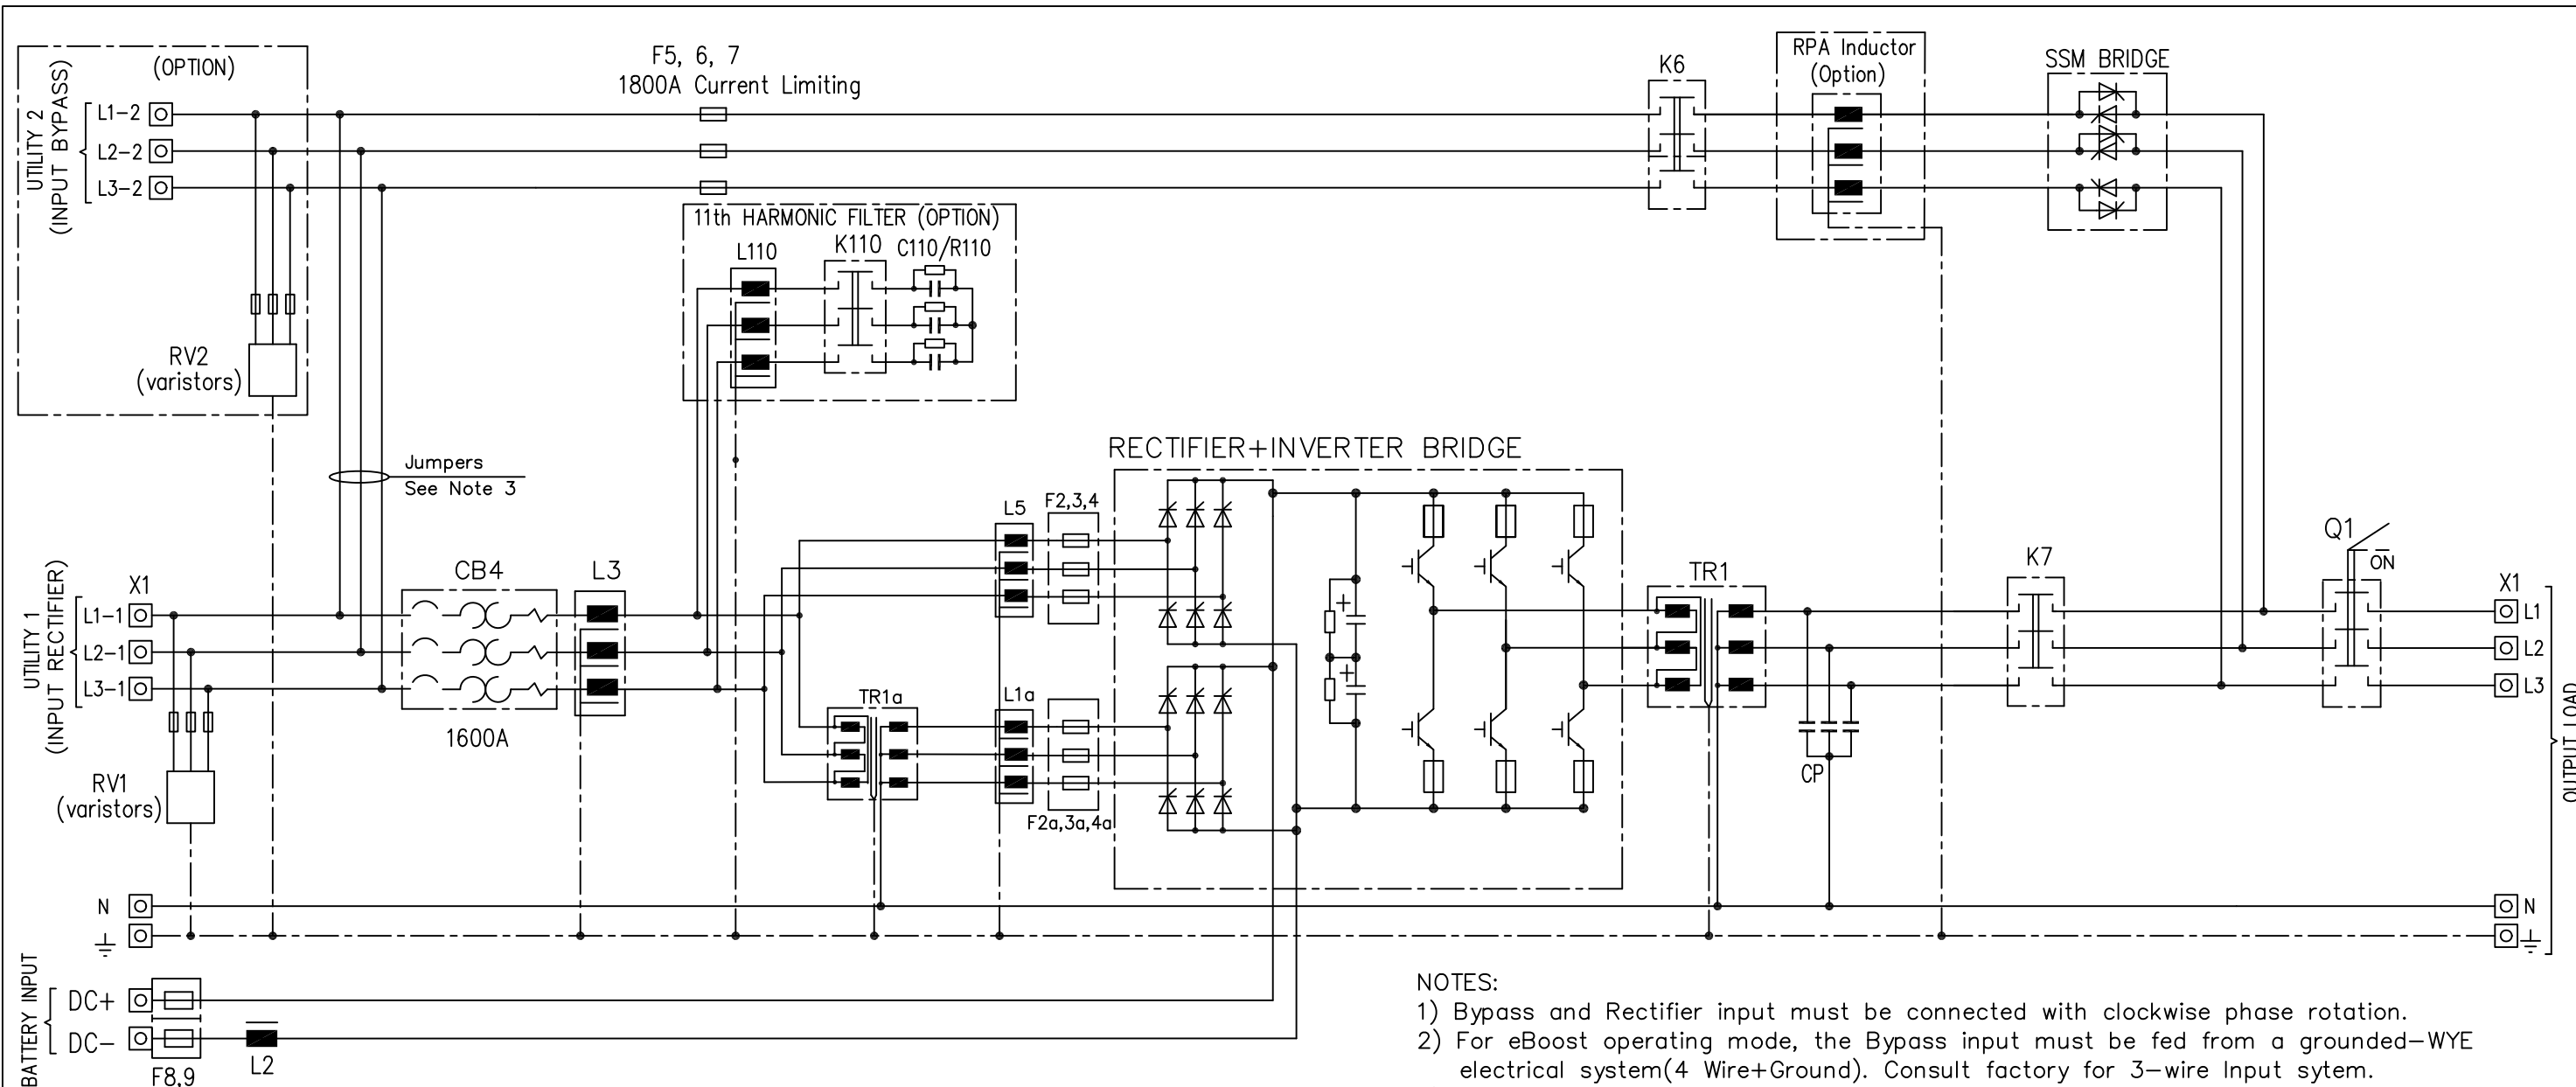 (OPTION)
UTILITY 2
(INPUT BYPASS)
L1-2
L2-2
L3-2
RV2
(varistors)
F5, 6, 7
1800A Current Limiting
K6
RPA Inductor
(Option)
SSM BRIDGE
11th HARMONIC FILTER (OPTION)
L110
K110
C110/R110
Jumpers
See Note 3
RECTIFIER+INVERTER BRIDGE
UTILITY 1
(INPUT RECTIFIER)
X1
L1-1
L2-1
L3-1
RV1
(varistors)
CB4
1600A
L3
TR1a
L5
F2,3,4
L1a
F2a,3a,4a
+
+
TR1
CP
K7
Q1
ON
X1
L1
L2
L3
OUTPUT LOAD
N
N
BATTERY INPUT
DC+
DC-
F8,9
L2
NOTES:
1) Bypass and Rectifier input must be connected with clockwise phase rotation.
2) For eBoost operating mode, the Bypass input must be fed from a grounded-WYE
electrical system(4 Wire+Ground). Consult factory for 3-wire Input sytem.